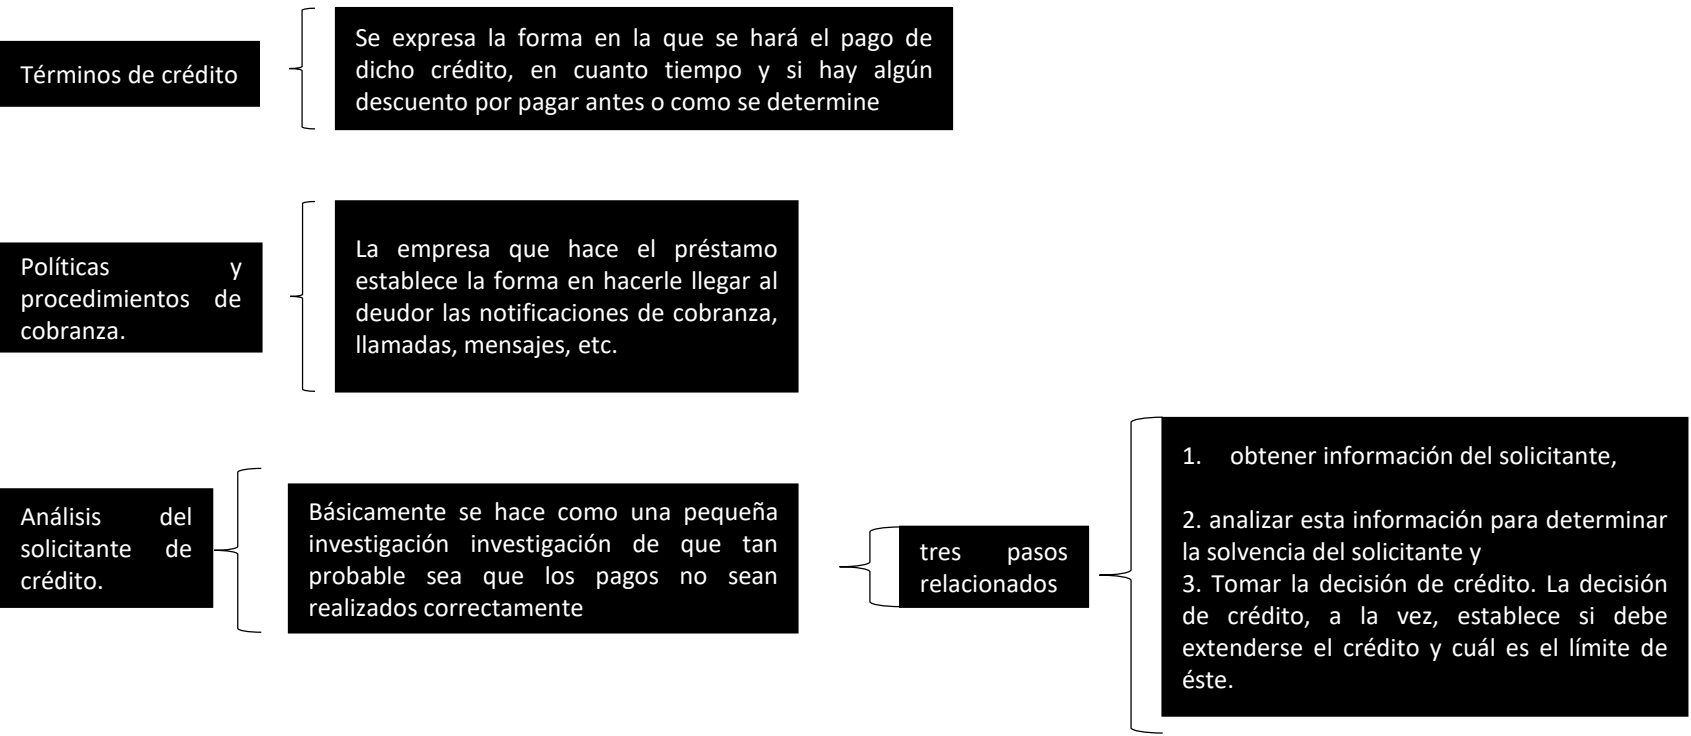 Términos de crédito
Se expresa la forma en la que se hará el pago de
dicho crédito, en cuanto tiempo y si hay algún
descuento por pagar antes o como se determine
Políticas y
procedimientos de
cobranza.
La empresa que hace el préstamo
establece la forma en hacerle llegar al
deudor las notificaciones de cobranza,
llamadas, mensajes, etc.
Análisis del
solicitante de
crédito.
Básicamente se hace como una pequeña
investigación investigación de que tan
probable sea que los pagos no sean
realizados correctamente
tres pasos
relacionados
1. obtener información del solicitante,
2. analizar esta información para determinar
la solvencia del solicitante y
3. Tomar la decisión de crédito. La decisión
de crédito, a la vez, establece si debe
extenderse el crédito y cuál es el límite de
éste.